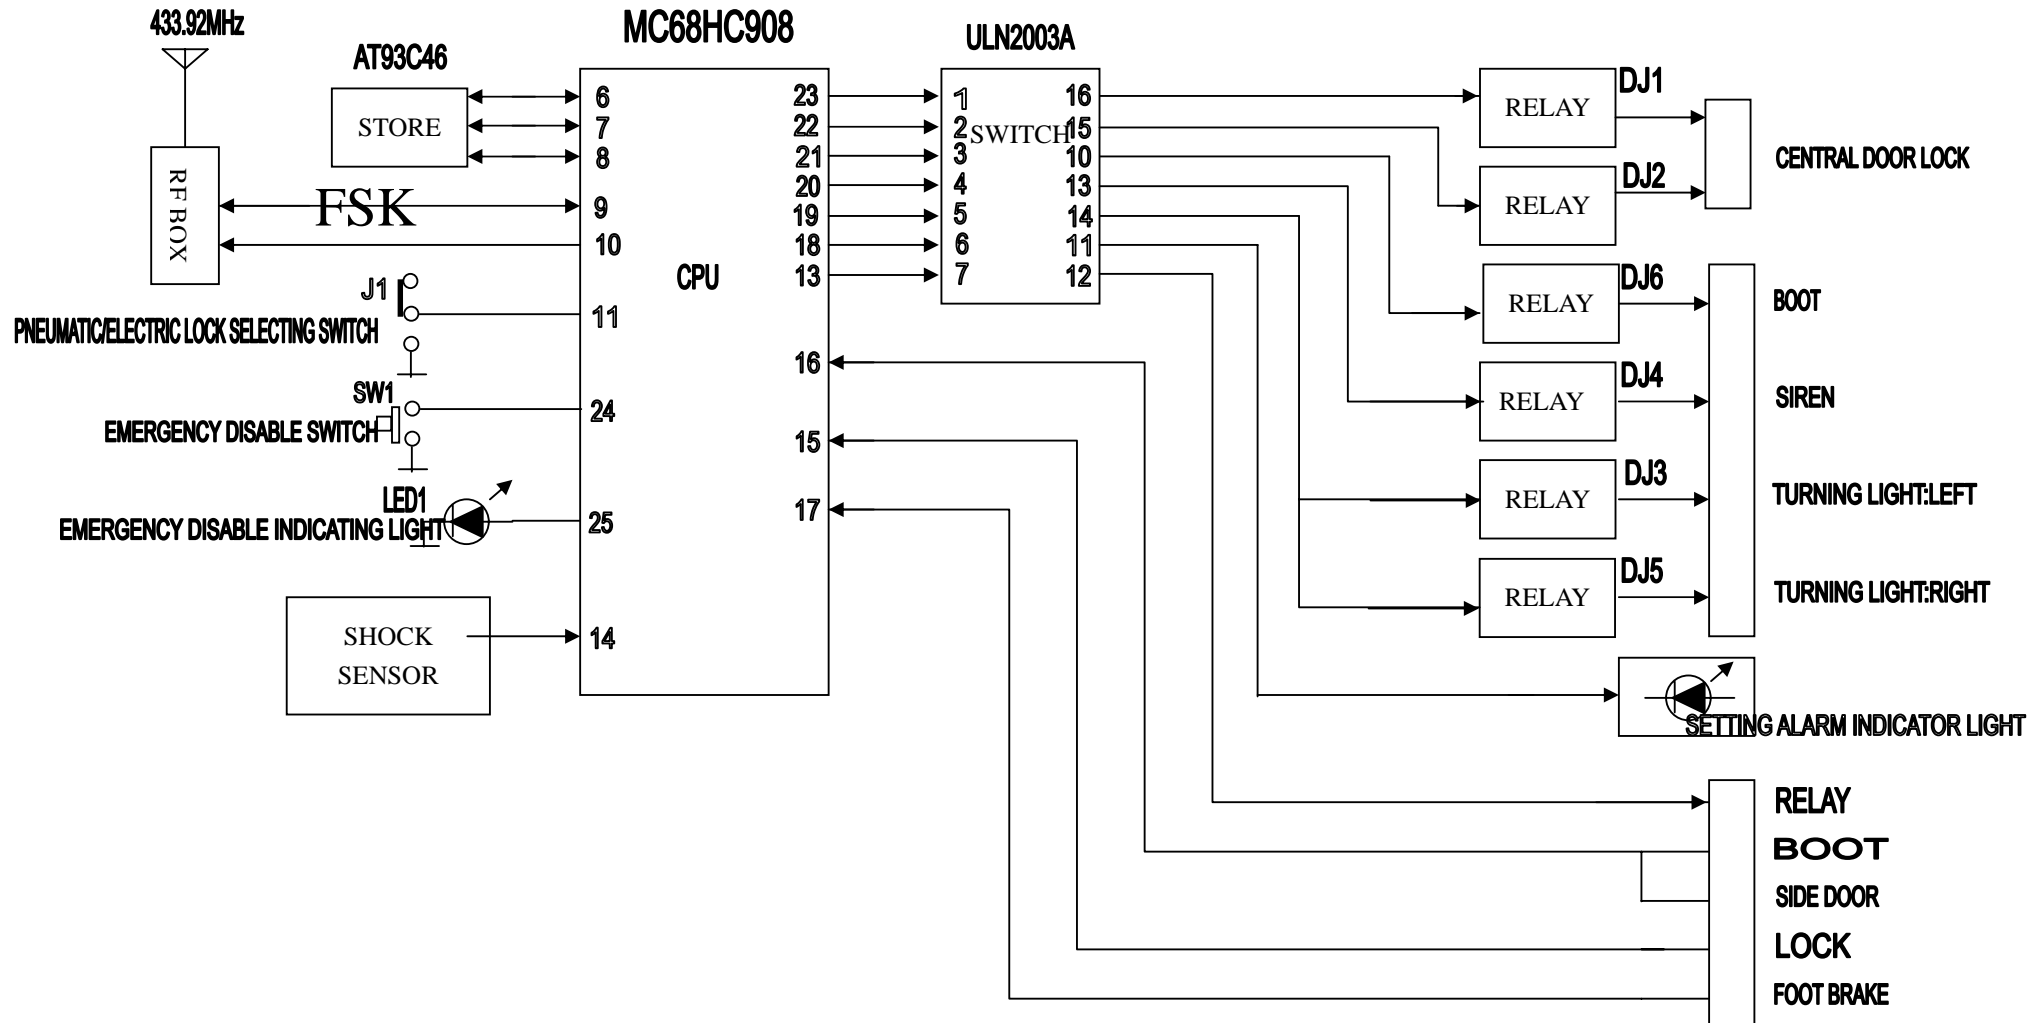 433.92MHz
AT93C46
MC68HC908
ULN2003A
STORE
RF BOX
FSK
6
7
8
9
10
J1
11
PNEUMATIC/ELECTRIC LOCK SELECTING SWITCH
SW1
24
EMERGENCY DISABLE SWITCH
LED1
25
EMERGENCY DISABLE INDICATING LIGHT
SHOCK
SENSOR
14
CPU
23
22
21
20
19
18
13
16
15
17
1
2
3
4
5
6
7
SWITCH
16
15
10
13
14
11
12
RELAY
DJ1
RELAY
DJ2
CENTRAL DOOR LOCK
RELAY
DJ6
BOOT
RELAY
DJ4
SIREN
RELAY
DJ3
TURNING LIGHT:LEFT
RELAY
DJ5
TURNING LIGHT:RIGHT
SETTING ALARM INDICATOR LIGHT
RELAY
BOOT
SIDE DOOR
LOCK
FOOT BRAKE